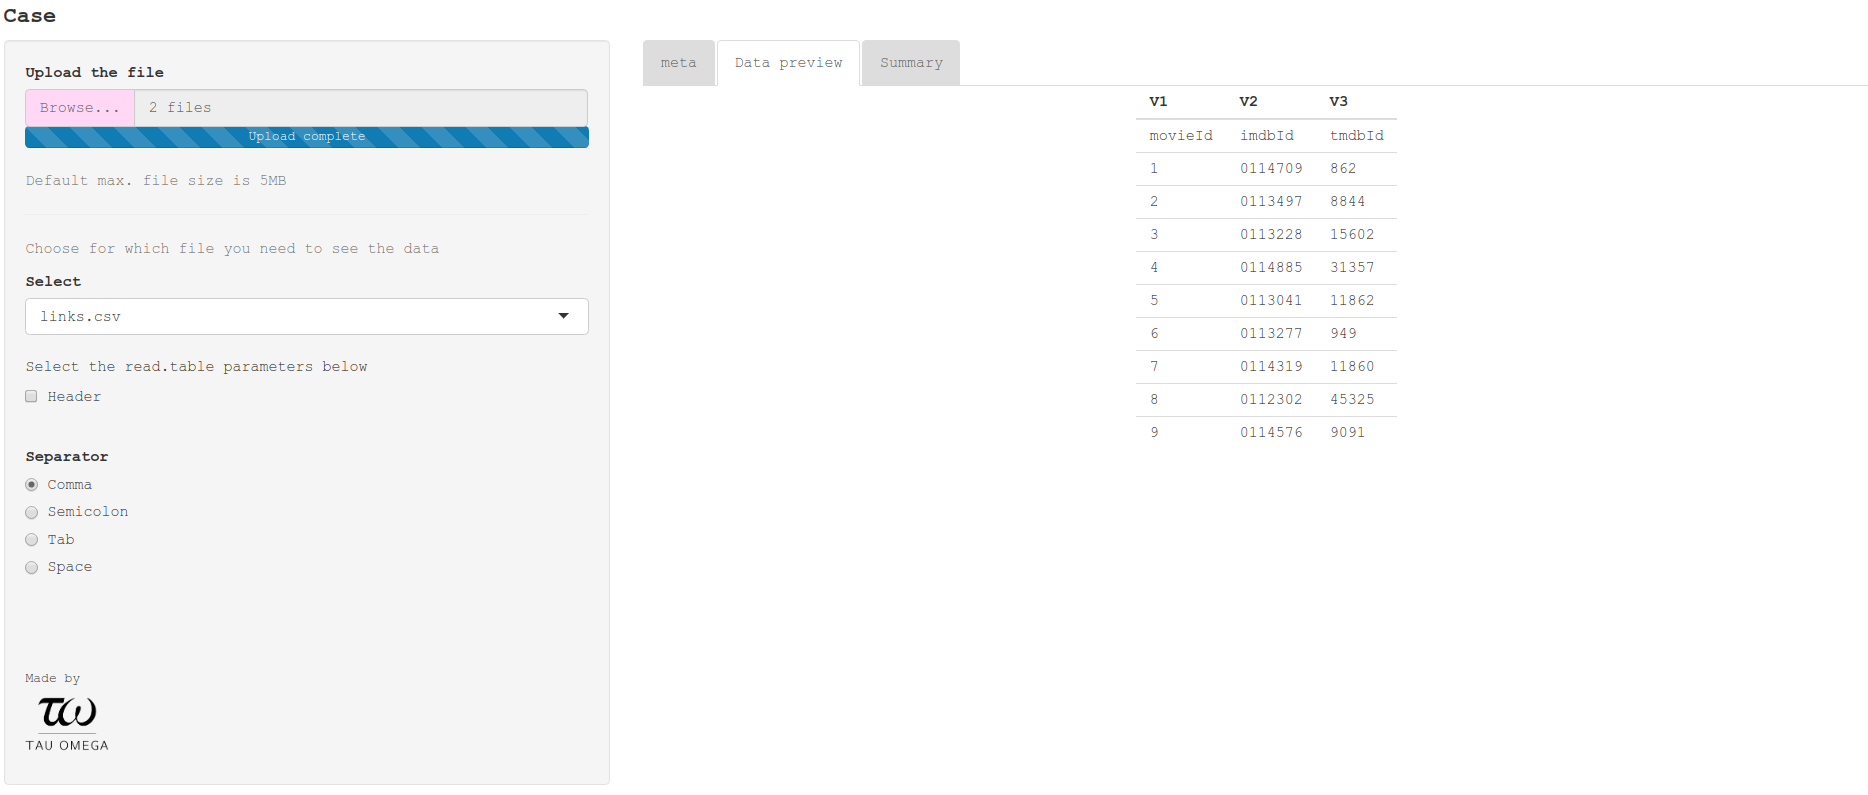 Case
Upload the file
Browse... 2 files
Upload complete
Default max. file size is 5MB
Choose for which file you need to see the data
Select
links.csv
Select the read.table parameters below
Header
Separator
Comma
Semicolon
Tab
Space
Made by
τω
TAU OMEGA
meta Data preview Summary
V1 V2 V3
movieId imdbId tmdbId
1 0114709 862
2 0113497 8844
3 0113228 15602
4 0114885 31357
5 0113041 11862
6 0113277 949
7 0114319 11860
8 0112302 45325
9 0114576 9091